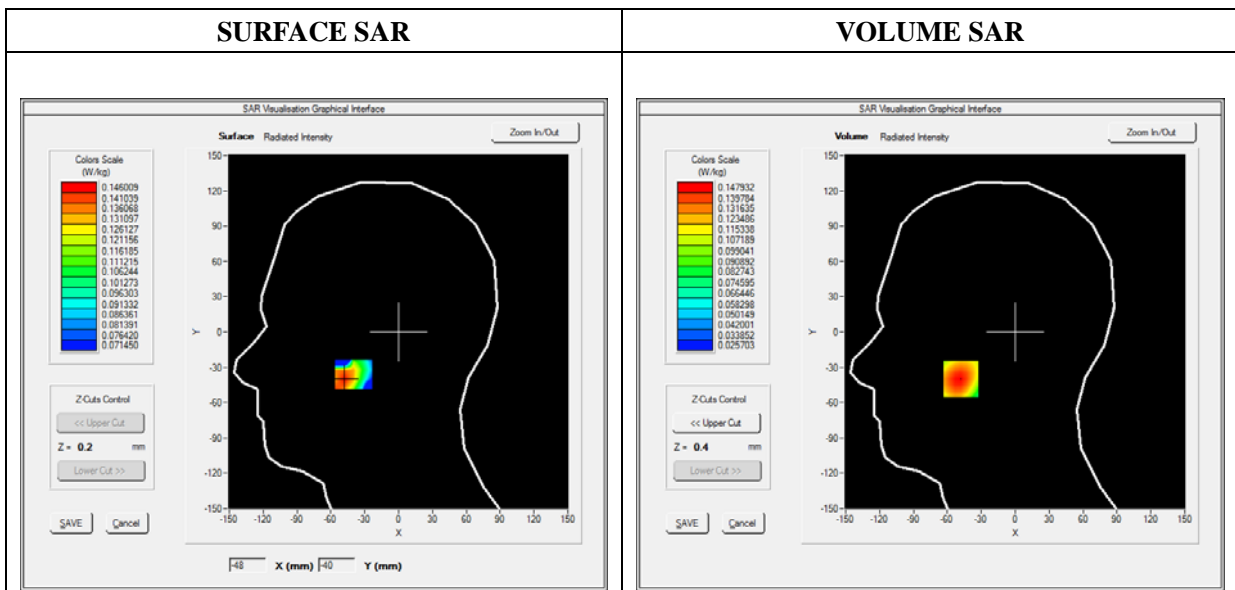 SURFACE SAR
VOLUME SAR
SAR Visualisation Graphical Interface
Surface Radiated Intensity
Zoom In/Out
Colors Scale
(W/kg)
0.146009
0.141039
0.136068
0.131097
0.126127
0.121156
0.116185
0.111215
0.106244
0.101273
0.096303
0.091332
0.086361
0.081391
0.076420
0.071450
Z-Cuts Control
<< Upper Cut
Z = 0.2 mm
Lower Cut >>
SAVE Cancel
150
120
90
60
30
0
-30
-60
-90
-120
-150
Y
-150 -120 -90 -60 -30 0 30 60 90 120 150
X
-48 X (mm) -40 Y (mm)
SAR Visualisation Graphical Interface
Volume Radiated Intensity
Zoom In/Out
Colors Scale
(W/kg)
0.147932
0.139784
0.131635
0.123486
0.115338
0.107189
0.099041
0.090892
0.082743
0.074595
0.066446
0.058298
0.050149
0.042001
0.033852
0.025703
Z-Cuts Control
<< Upper Cut
Z = 0.4 mm
Lower Cut >>
SAVE Cancel
150
120
90
60
30
0
-30
-60
-90
-120
-150
Y
-150 -120 -90 -60 -30 0 30 60 90 120 150
X